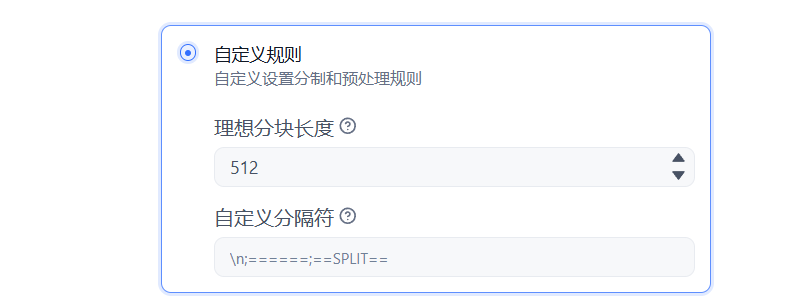 自定义规则
自定义设置分制和预处理规则
理想分块长度
512
自定义分隔符
\n;======;==SPLIT==